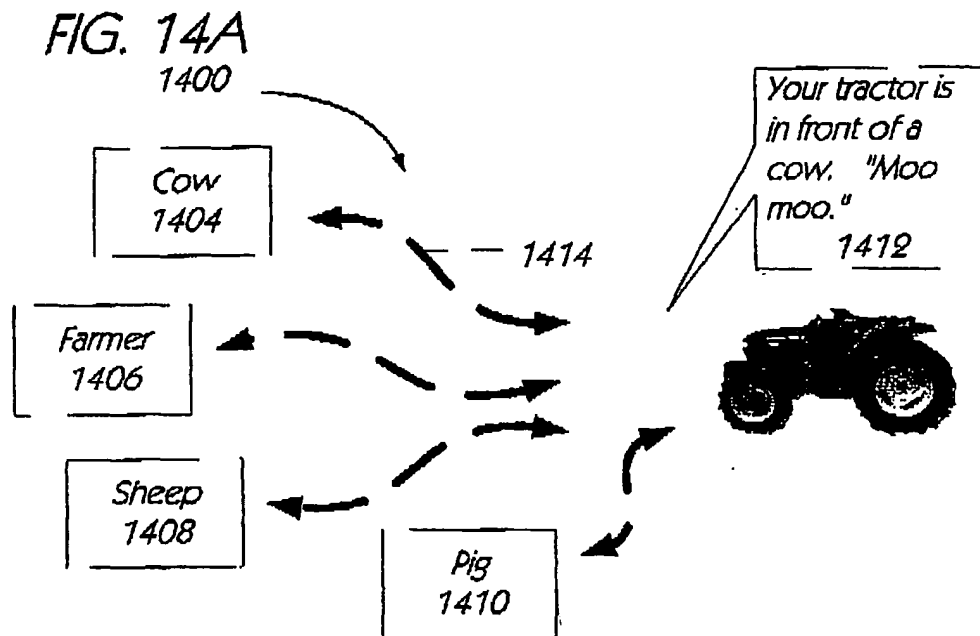 FIG. 14A
1400
Cow
1404
1414
Your tractor is
in front of a
cow. "Moo
moo."
1412
Farmer
1406
Sheep
1408
Pig
1410